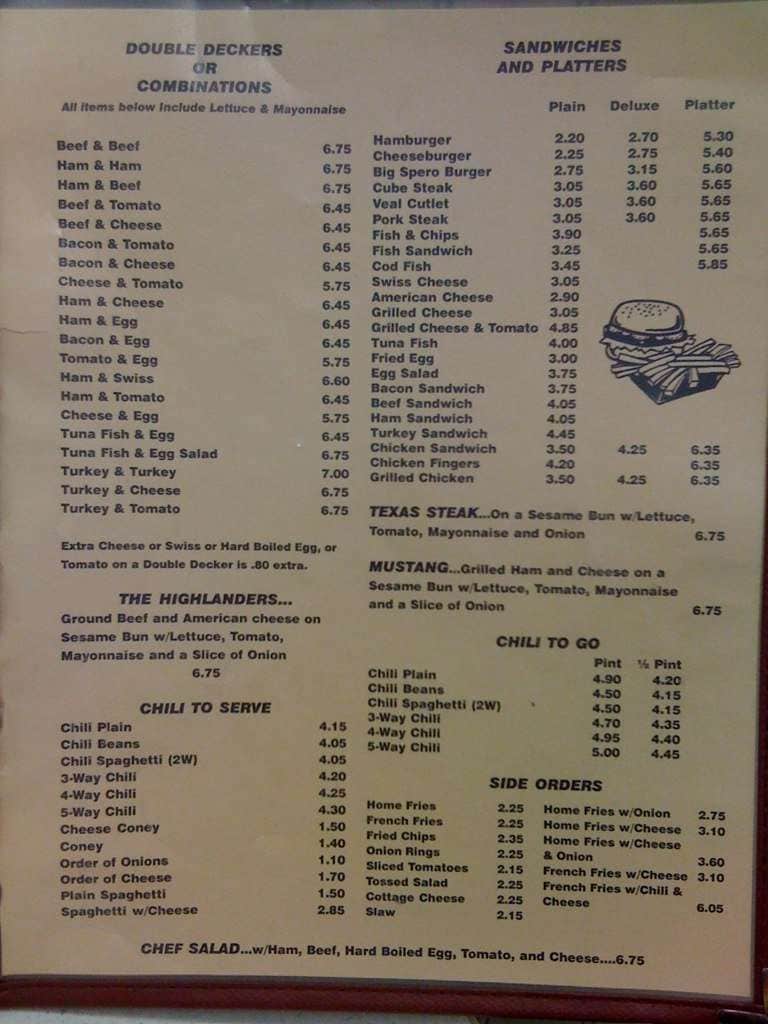 DOUBLE DECKERS
OR
COMBINATIONS
All items below Include Lettuce & Mayonnaise
Beef & Beef 6.75
Ham & Ham 6.75
Ham & Beef 6.75
Beef & Tomato 6.45
Beef & Cheese 6.45
Bacon & Tomato 6.45
Bacon & Cheese 6.45
Cheese & Tomato 5.75
Ham & Cheese 6.45
Ham & Egg 6.45
Bacon & Egg 6.45
Tomato & Egg 5.75
Ham & Swiss 6.60
Ham & Tomato 6.45
Cheese & Egg 5.75
Tuna Fish & Egg 6.45
Tuna Fish & Egg Salad 6.75
Turkey & Turkey 7.00
Turkey & Cheese 6.75
Turkey & Tomato 6.75
Extra Cheese or Swiss or Hard Boiled Egg, or
Tomato on a Double Decker is .80 extra.
THE HIGHLANDERS...
Ground Beef and American cheese on
Sesame Bun w/Lettuce, Tomato,
Mayonnaise and a Slice of Onion
6.75
CHILI TO SERVE
Chili Plain 4.15
Chili Beans 4.05
Chili Spaghetti (2W) 4.05
3-Way Chili 4.20
4-Way Chili 4.25
5-Way Chili 4.30
Cheese Coney 1.50
Coney 1.40
Order of Onions 1.10
Order of Cheese 1.70
Plain Spaghetti 1.50
Spaghetti w/Cheese 2.85
SANDWICHES
AND PLATTERS
Plain Deluxe Platter
Hamburger 2.20 2.70 5.30
Cheeseburger 2.25 2.75 5.40
Big Spero Burger 2.75 3.15 5.60
Cube Steak 3.05 3.60 5.65
Veal Cutlet 3.05 3.60 5.65
Pork Steak 3.05 3.60 5.65
Fish & Chips 3.90 5.65
Fish Sandwich 3.25 5.65
Cod Fish 3.45 5.85
Swiss Cheese 3.05
American Cheese 2.90
Grilled Cheese 3.05
Grilled Cheese & Tomato 4.85
Tuna Fish 4.00
Fried Egg 3.00
Egg Salad 3.75
Bacon Sandwich 3.75
Beef Sandwich 4.05
Ham Sandwich 4.05
Turkey Sandwich 4.45
Chicken Sandwich 3.50 4.25 6.35
Chicken Fingers 4.20 6.35
Grilled Chicken 3.50 4.25 6.35
TEXAS STEAK...On a Sesame Bun w/Lettuce,
Tomato, Mayonnaise and Onion 6.75
MUSTANG...Grilled Ham and Cheese on a
Sesame Bun w/Lettuce, Tomato, Mayonnaise
and a Slice of Onion 6.75
CHILI TO GO
Pint ½ Pint
Chili Plain 4.90 4.20
Chili Beans 4.50 4.15
Chili Spaghetti (2W) 4.50 4.15
3-Way Chili 4.70 4.35
4-Way Chili 4.95 4.40
5-Way Chili 5.00 4.45
SIDE ORDERS
Home Fries 2.25
French Fries 2.25
Fried Chips 2.35
Onion Rings 2.25
Sliced Tomatoes 2.15
Tossed Salad 2.25
Cottage Cheese 2.25
Slaw 2.15
Home Fries w/Onion 2.75
Home Fries w/Cheese 3.10
Home Fries w/Cheese
& Onion 3.60
French Fries w/Cheese 3.10
French Fries w/Chili &
Cheese 6.05
CHEF SALAD...w/Ham, Beef, Hard Boiled Egg, Tomato, and Cheese....6.75